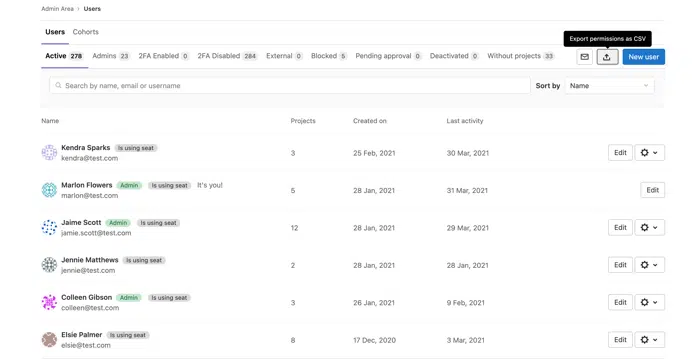 Admin Area > Users
Users Cohorts
Export permissions as CSV
Active 278 Admins 23 2FA Enabled 0 2FA Disabled 284 External 0 Blocked 5 Pending approval 0 Deactivated 0 Without projects 33 New user
Search by name, email or username Sort by Name
Name Projects Created on Last activity
Kendra Sparks Is using seat
kendra@test.com 3 25 Feb, 2021 30 Mar, 2021 Edit
Marlon Flowers Admin Is using seat It's you!
marlon@test.com 5 28 Jan, 2021 31 Mar, 2021 Edit
Jaime Scott Admin Is using seat
jamie.scott@test.com 12 28 Jan, 2021 29 Mar, 2021 Edit
Jennie Matthews Is using seat
jennie@test.com 2 28 Jan, 2021 28 Jan, 2021 Edit
Colleen Gibson Admin Is using seat
colleen@test.com 3 26 Jan, 2021 9 Feb, 2021 Edit
Elsie Palmer Is using seat
elsie@test.com 8 17 Dec, 2020 3 Mar, 2021 Edit